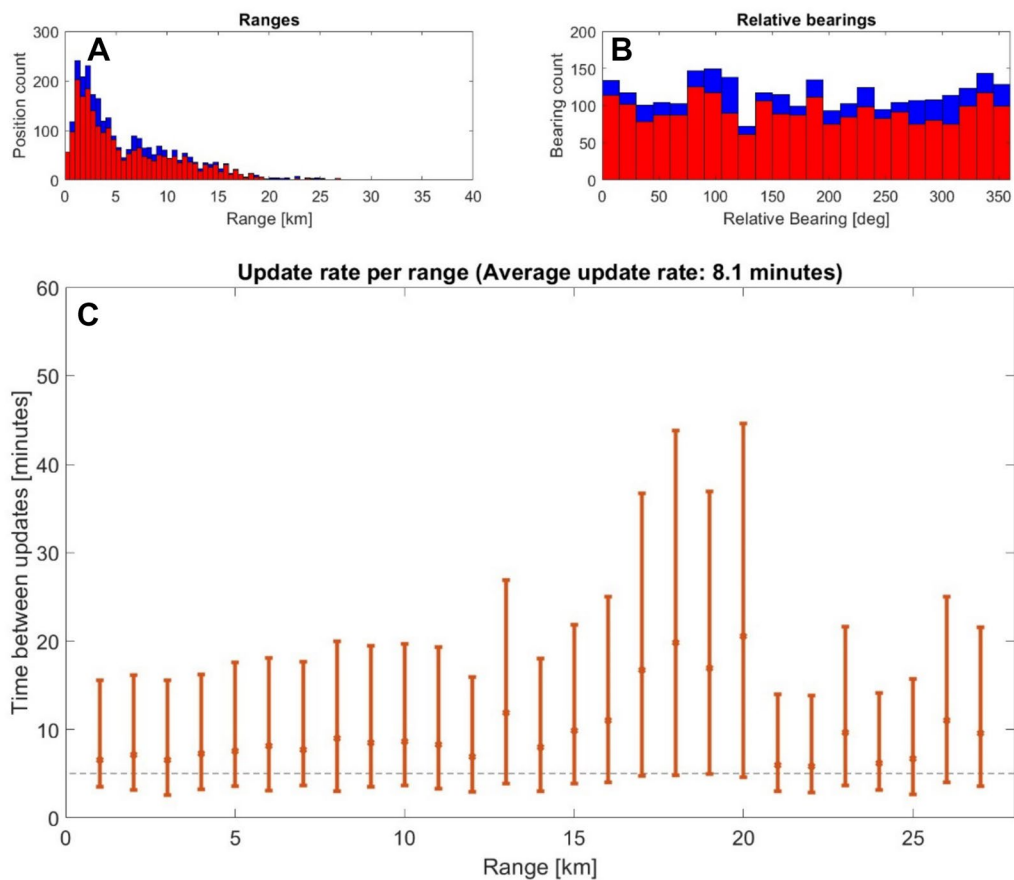 Ranges
A
300
200
100
0
Position count
0 5 10 15 20 25 30 35 40
Range [km]
Relative bearings
B
200
150
100
50
0
Bearing count
0 50 100 150 200 250 300 350
Relative Bearing [deg]
Update rate per range (Average update rate: 8.1 minutes)
C
60
50
40
30
20
10
0
Time between updates [minutes]
0 5 10 15 20 25
Range [km]